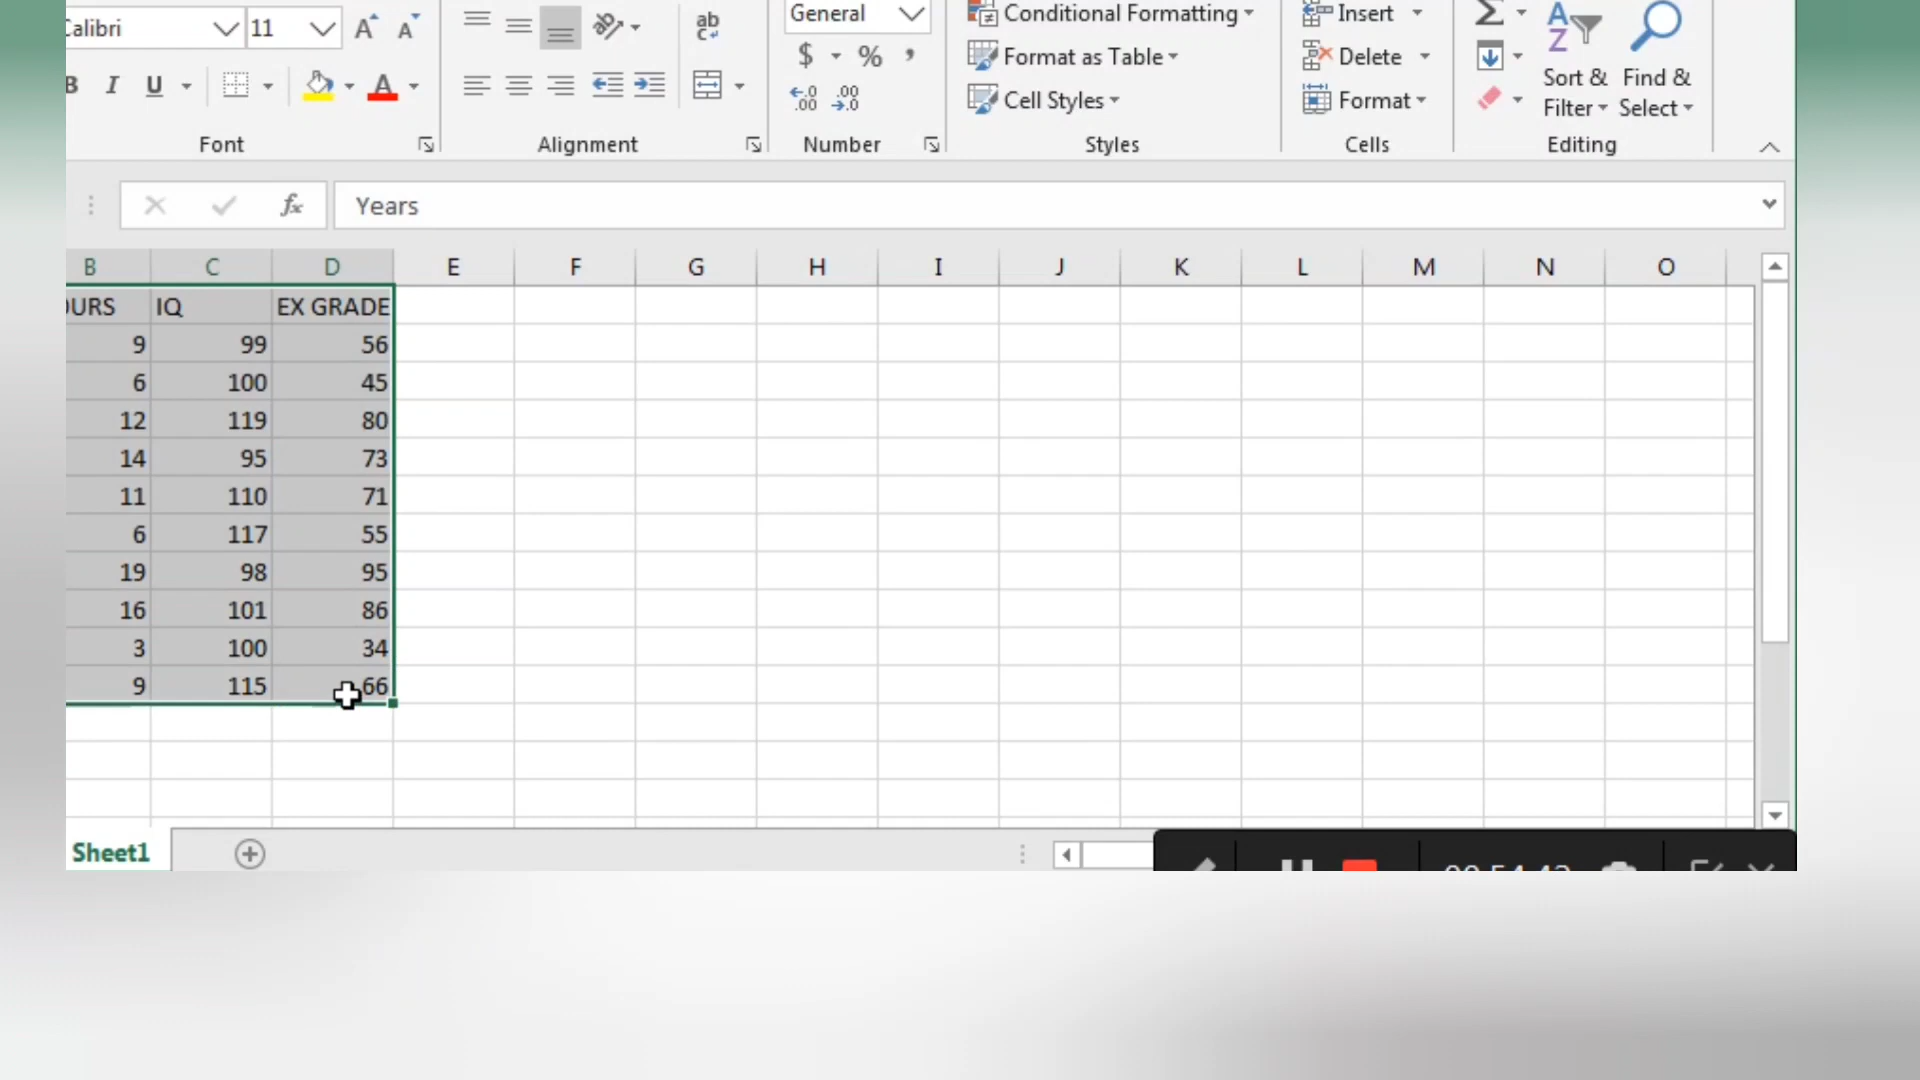 Calibri 11 General Conditional Formatting Insert
$ % Format as Table Delete Sort & Find &
B I U A Cell Styles Format Filter Select
Font Alignment Number Styles Cells Editing
fx Years
B C D E F G H I J K L M N O
OURS IQ EX GRADE
9 99 56
6 100 45
12 119 80
14 95 73
11 110 71
6 117 55
19 98 95
16 101 86
3 100 34
9 115 66
Sheet1